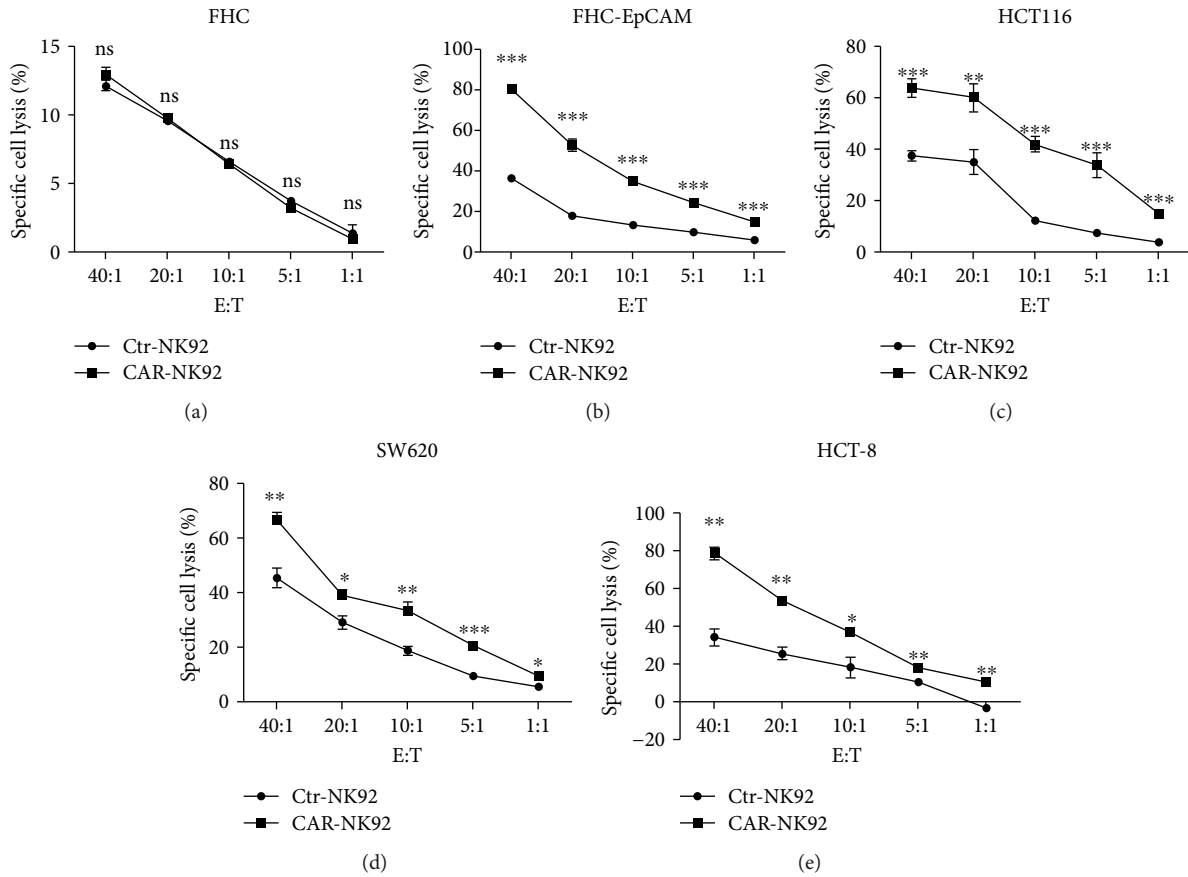 FHC
Specific cell lysis (%)
15
10
5
0
ns
ns
ns
ns
ns
40:1 20:1 10:1 5:1 1:1
E:T
Ctr-NK92
CAR-NK92
(a)
FHC-EpCAM
Specific cell lysis (%)
100
80
60
40
20
0
***
***
***
***
***
40:1 20:1 10:1 5:1 1:1
E:T
Ctr-NK92
CAR-NK92
(b)
HCT116
Specific cell lysis (%)
80
60
40
20
0
***
**
***
***
***
40:1 20:1 10:1 5:1 1:1
E:T
Ctr-NK92
CAR-NK92
(c)
SW620
Specific cell lysis (%)
80
60
40
20
0
**
*
**
***
*
40:1 20:1 10:1 5:1 1:1
E:T
Ctr-NK92
CAR-NK92
(d)
HCT-8
Specific cell lysis (%)
100
80
60
40
20
0
−20
**
**
*
**
**
40:1 20:1 10:1 5:1 1:1
E:T
Ctr-NK92
CAR-NK92
(e)